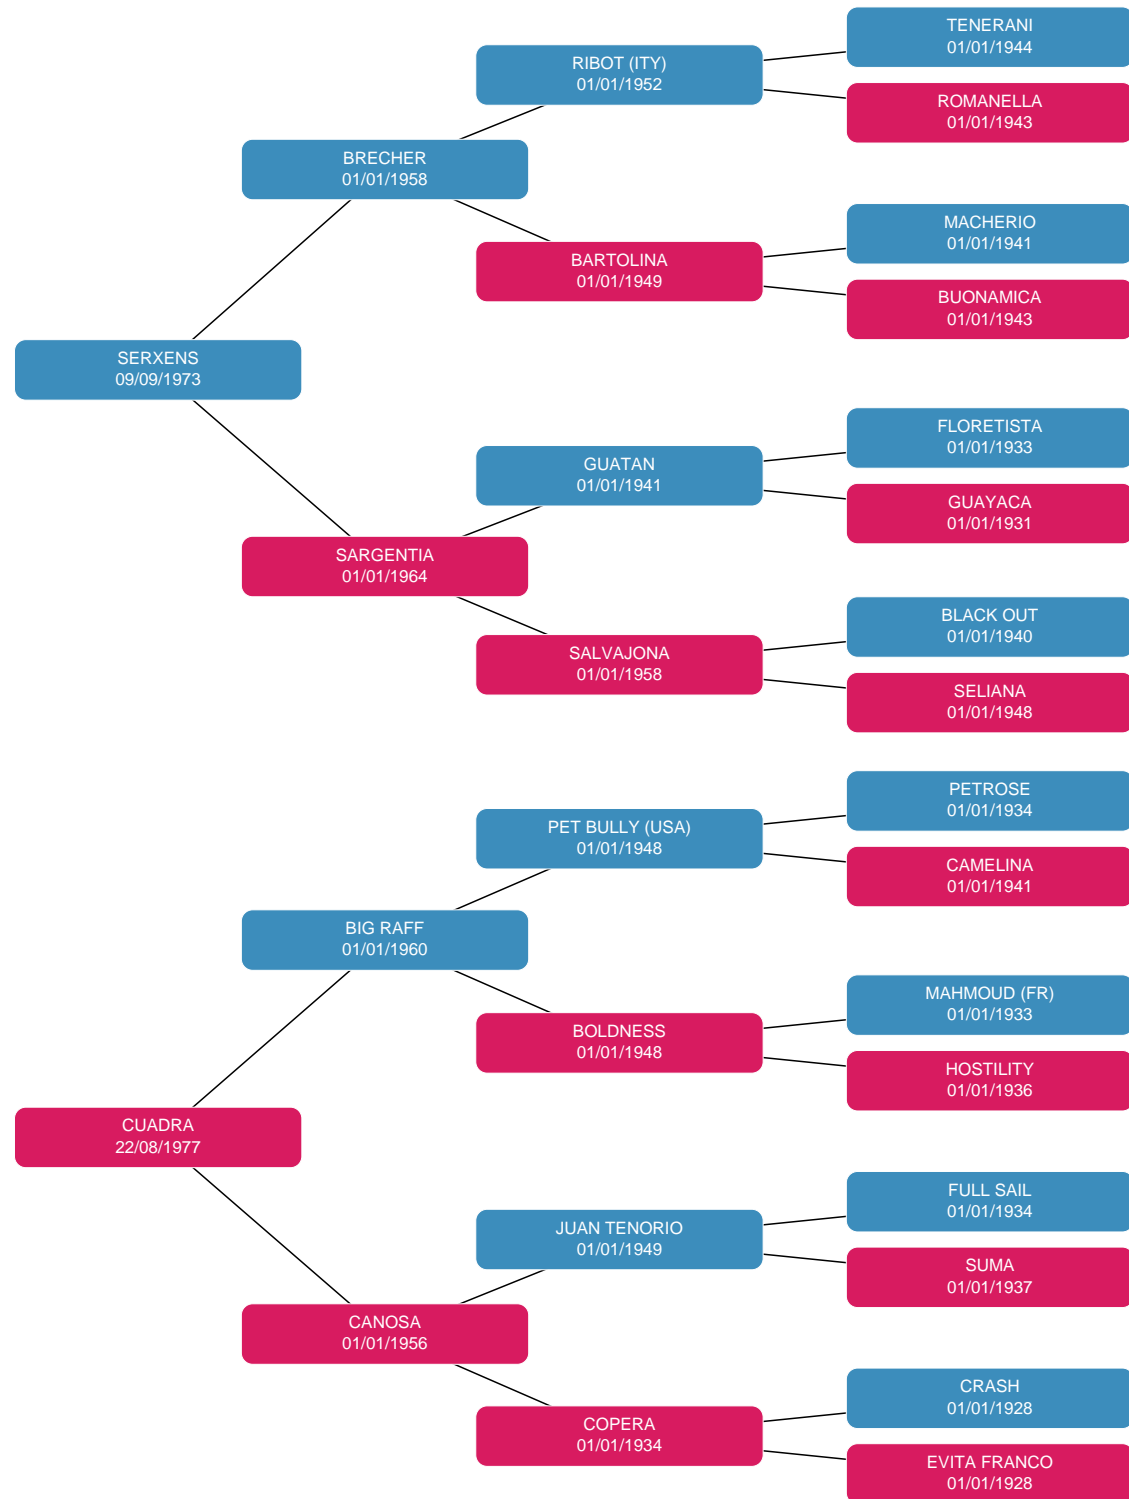 TENERANI
01/01/1944
RIBOT (ITY)
01/01/1952
ROMANELLA
01/01/1943
BRECHER
01/01/1958
MACHERIO
01/01/1941
BARTOLINA
01/01/1949
BUONAMICA
01/01/1943
SERXENS
09/09/1973
FLORETISTA
01/01/1933
GUATAN
01/01/1941
GUAYACA
01/01/1931
SARGENTIA
01/01/1964
BLACK OUT
01/01/1940
SALVAJONA
01/01/1958
SELIANA
01/01/1948
PETROSE
01/01/1934
PET BULLY (USA)
01/01/1948
CAMELINA
01/01/1941
BIG RAFF
01/01/1960
MAHMOUD (FR)
01/01/1933
BOLDNESS
01/01/1948
HOSTILITY
01/01/1936
CUADRA
22/08/1977
FULL SAIL
01/01/1934
JUAN TENORIO
01/01/1949
SUMA
01/01/1937
CANOSA
01/01/1956
CRASH
01/01/1928
COPERA
01/01/1934
EVITA FRANCO
01/01/1928